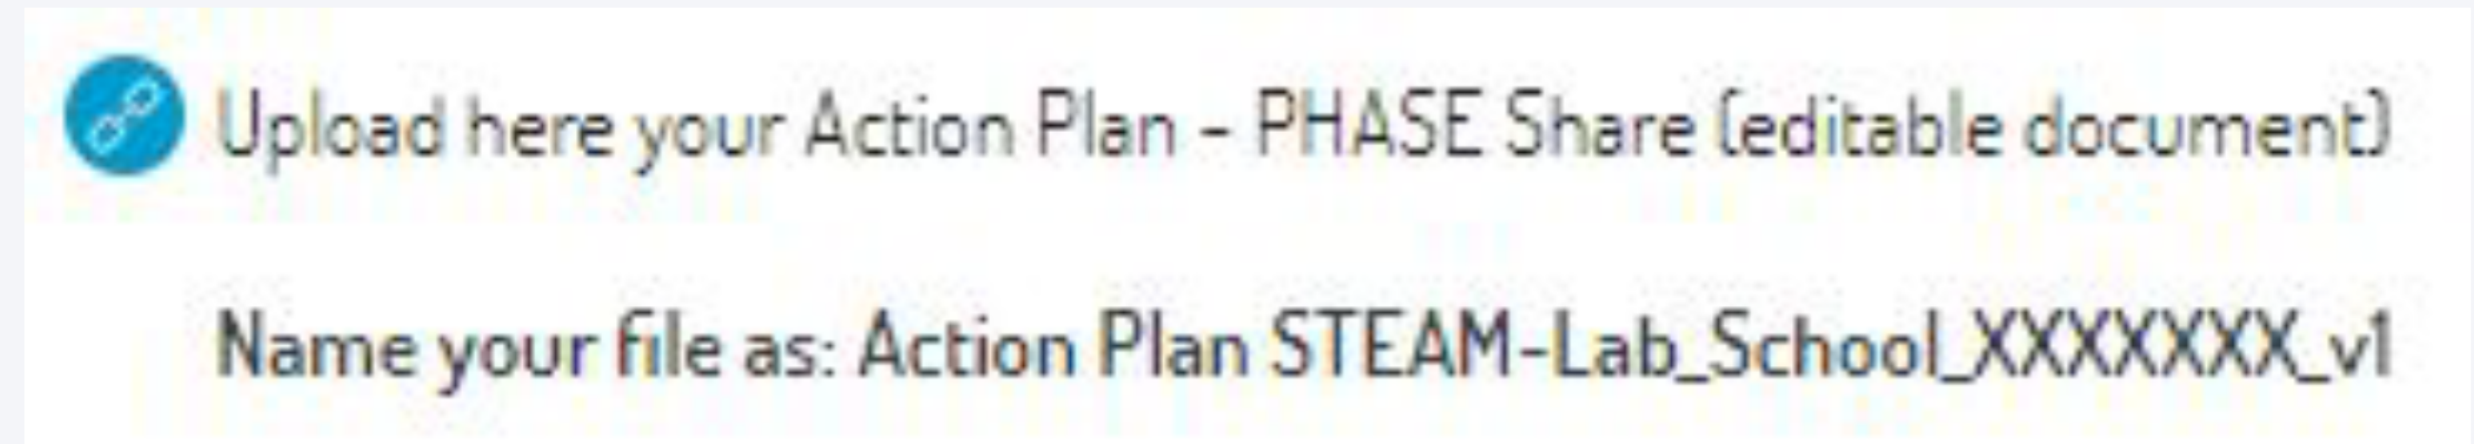 Upload here your Action Plan - PHASE Share (editable document)
Name your file as: Action Plan STEAM-Lab_School_XXXXXXX_v1